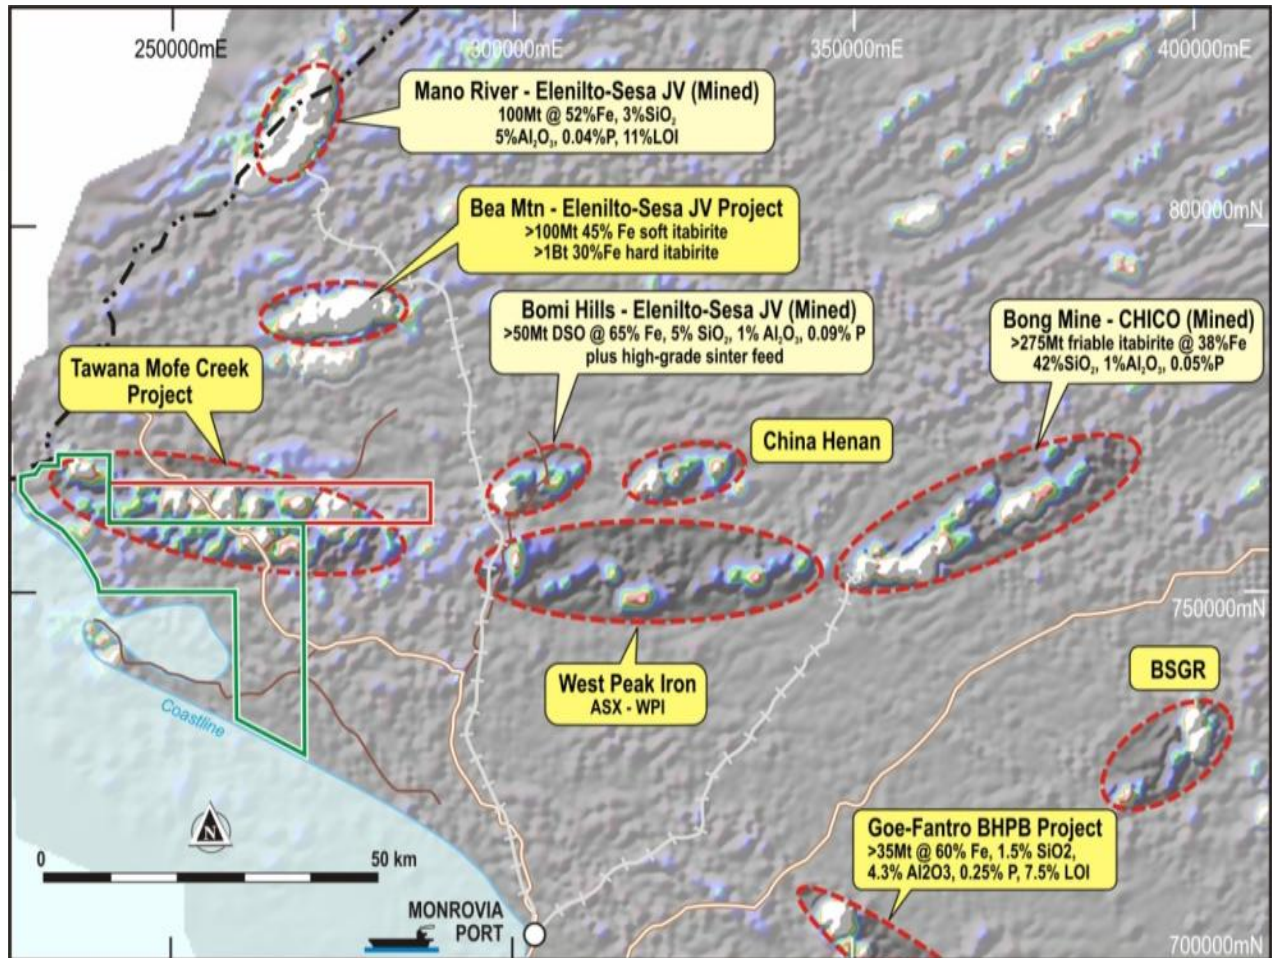 250000mE
300000mE
350000mE
400000mE
Mano River - Elenilto-Sesa JV (Mined)
100Mt @ 52%Fe, 3%SiO₂
5%Al₂O₃, 0.04%P, 11%LOI
Bea Mtn - Elenilto-Sesa JV Project
>100Mt 45% Fe soft itabirite
>1Bt 30%Fe hard itabirite
800000mN
Bomi Hills - Elenilto-Sesa JV (Mined)
>50Mt DSO @ 65% Fe, 5% SiO₂, 1% Al₂O₃, 0.09% P
plus high-grade sinter feed
Bong Mine - CHICO (Mined)
>275Mt friable itabirite @ 38%Fe
42%SiO₂, 1%Al₂O₃, 0.05%P
Tawana Mofe Creek
Project
China Henan
750000mN
West Peak Iron
ASX - WPI
BSGR
Coastline
Goe-Fantro BHPB Project
>35Mt @ 60% Fe, 1.5% SiO2,
4.3% Al2O3, 0.25% P, 7.5% LOI
N
0
50 km
MONROVIA
PORT
700000mN